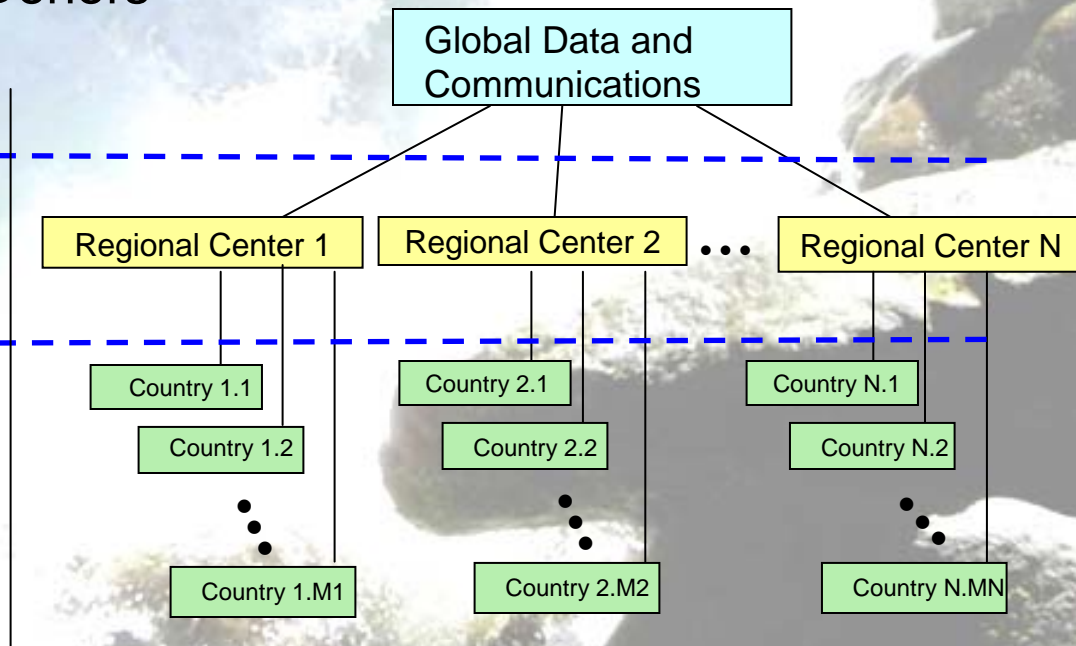 Global Data and
Communications
Regional Center 1
Regional Center 2
...
Regional Center N
Country 1.1
Country 2.1
Country N.1
Country 1.2
Country 2.2
Country N.2
Country 1.M1
Country 2.M2
Country N.MN